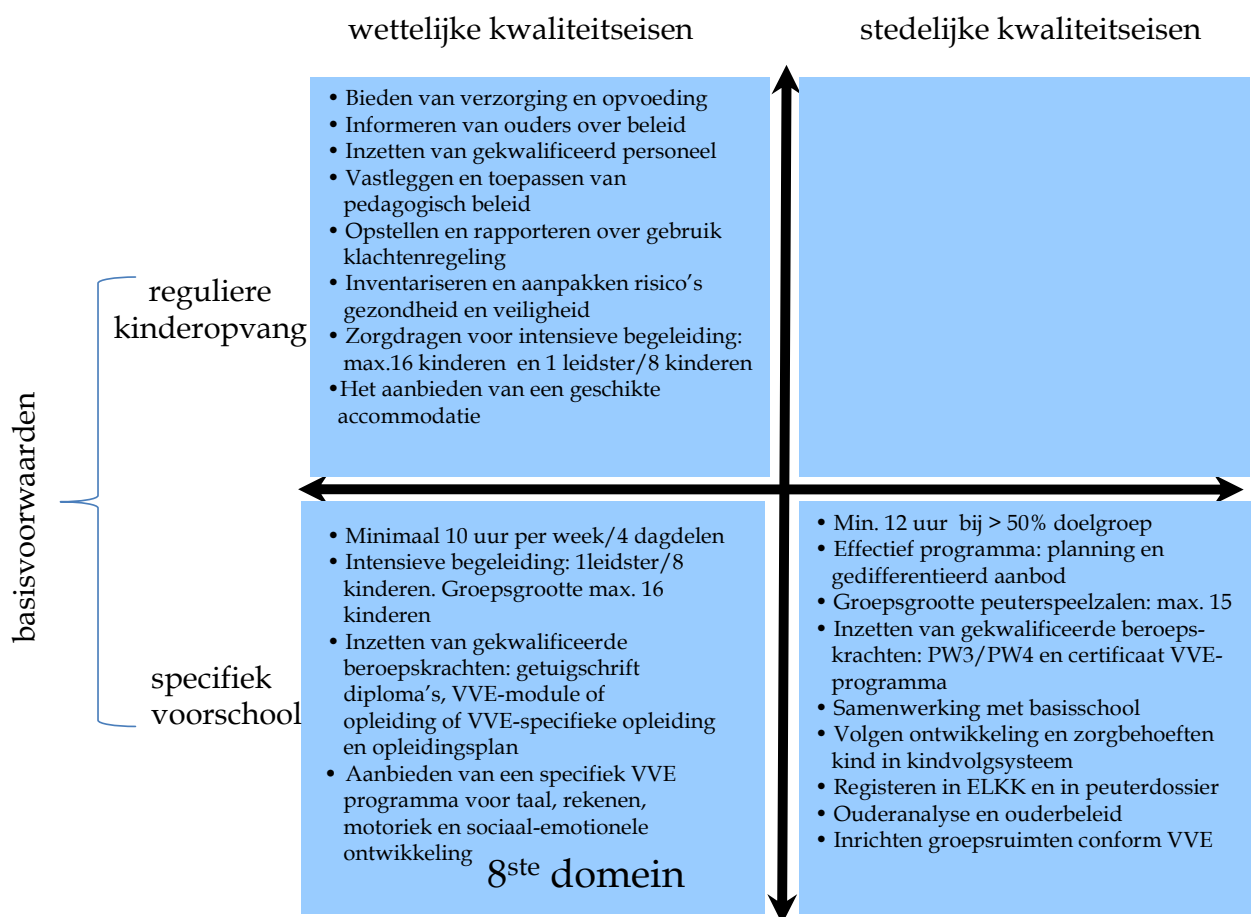 wettelijke kwaliteitseisen
stedelijke kwaliteitseisen
• Bieden van verzorging en opvoeding
• Informeren van ouders over beleid
• Inzetten van gekwalificeerd personeel
• Vastleggen en toepassen van
pedagogisch beleid
• Opstellen en rapporteren over gebruik
klachtenregeling
• Inventariseren en aanpakken risico's
gezondheid en veiligheid
• Zorgdragen voor intensieve begeleiding:
max.16 kinderen en 1 leidster/8 kinderen
•Het aanbieden van een geschikte
accommodatie
basisvoorwaarden
reguliere
kinderopvang
specifiek
voorschool
• Minimaal 10 uur per week/4 dagdelen
• Intensieve begeleiding: 1leidster/8
kinderen. Groepsgrootte max. 16
kinderen
• Inzetten van gekwalificeerde
beroepskrachten: getuigschrift
diploma's, VVE-module of
opleiding of VVE-specifieke opleiding
en opleidingsplan
• Aanbieden van een specifiek VVE
programma voor taal, rekenen,
motoriek en sociaal-emotionele
ontwikkeling
8ste domein
• Min. 12 uur bij > 50% doelgroep
• Effectief programma: planning en
gedifferentieerd aanbod
• Groepsgrootte peuterspeelzalen: max. 15
• Inzetten van gekwalificeerde beroeps-
krachten: PW3/PW4 en certificaat VVE-
programma
• Samenwerking met basisschool
• Volgen ontwikkeling en zorgbehoeften
kind in kindvolgsysteem
• Registeren in ELKK en in peuterdossier
• Ouderanalyse en ouderbeleid
• Inrichten groepsruimten conform VVE